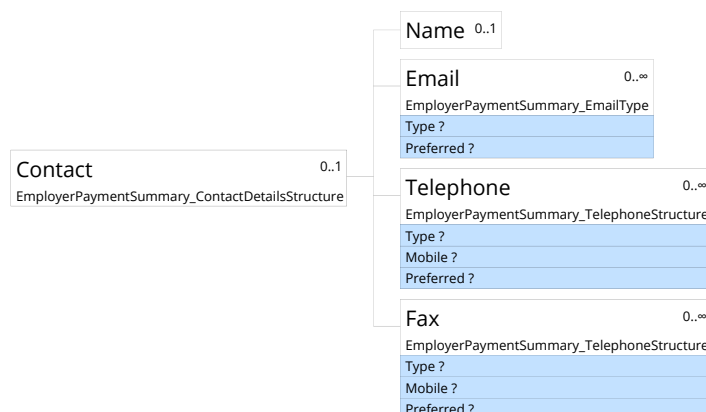 Name 0..1
Email 0..∞
EmployerPaymentSummary_EmailType
Type ?
Preferred ?
Contact 0..1
EmployerPaymentSummary_ContactDetailsStructure
Telephone 0..∞
EmployerPaymentSummary_TelephoneStructure
Type ?
Mobile ?
Preferred ?
Fax 0..∞
EmployerPaymentSummary_TelephoneStructure
Type ?
Mobile ?
Preferred ?